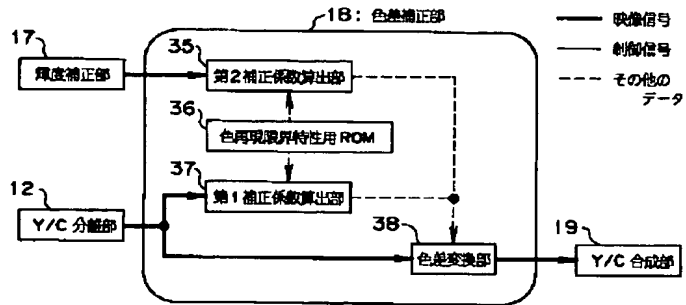 18: 色差補正部
映像信号
制御信号
その他の
データ
17
輝度補正部
35
第2補正係数算出部
36
色再現限界特性用ROM
37
第1補正係数算出部
12
Y/C 分離部
38
色差変換部
19
Y/C 合成部